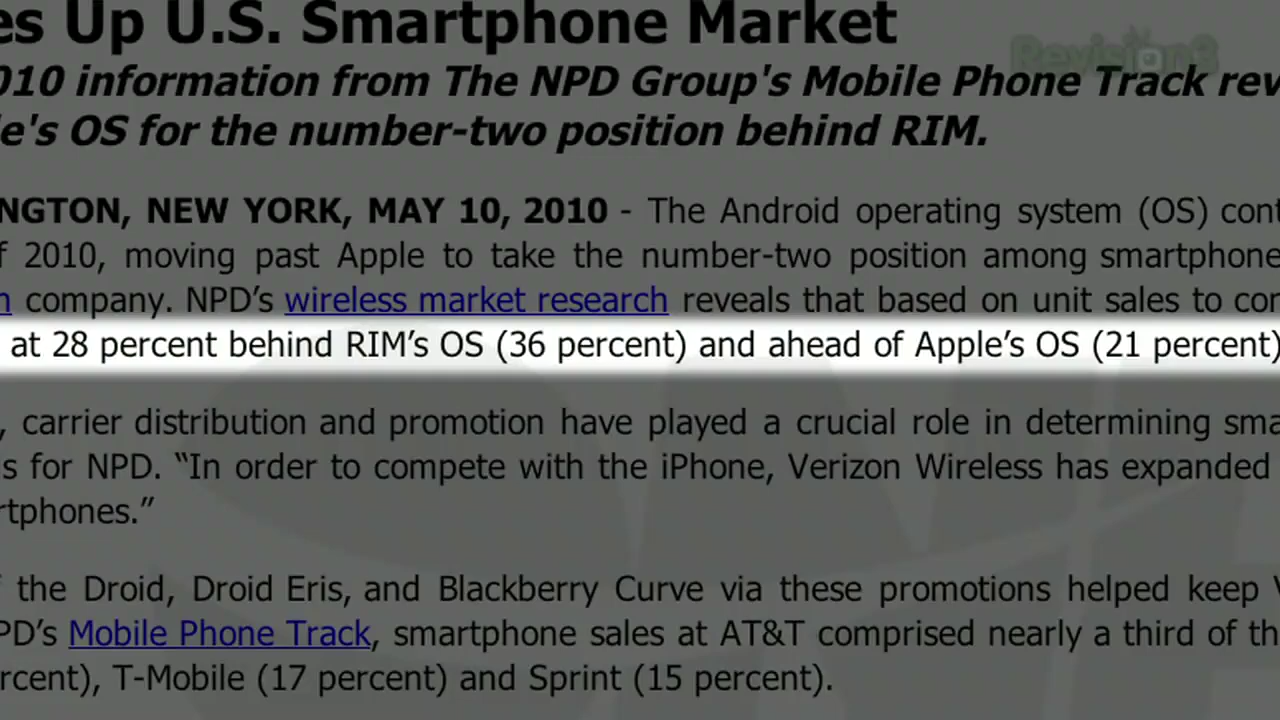 es Up U.S. Smartphone Market
Revision3
010 information from The NPD Group's Mobile Phone Track rev
le's OS for the number-two position behind RIM.
NGTON, NEW YORK, MAY 10, 2010 - The Android operating system (OS) cont
f 2010, moving past Apple to take the number-two position among smartphone
n company. NPD’s wireless market research reveals that based on unit sales to con
at 28 percent behind RIM’s OS (36 percent) and ahead of Apple’s OS (21 percent)
, carrier distribution and promotion have played a crucial role in determining sma
s for NPD. “In order to compete with the iPhone, Verizon Wireless has expanded
rtphones.”
f the Droid, Droid Eris, and Blackberry Curve via these promotions helped keep V
PD’s Mobile Phone Track, smartphone sales at AT&T comprised nearly a third of th
rcent), T-Mobile (17 percent) and Sprint (15 percent).